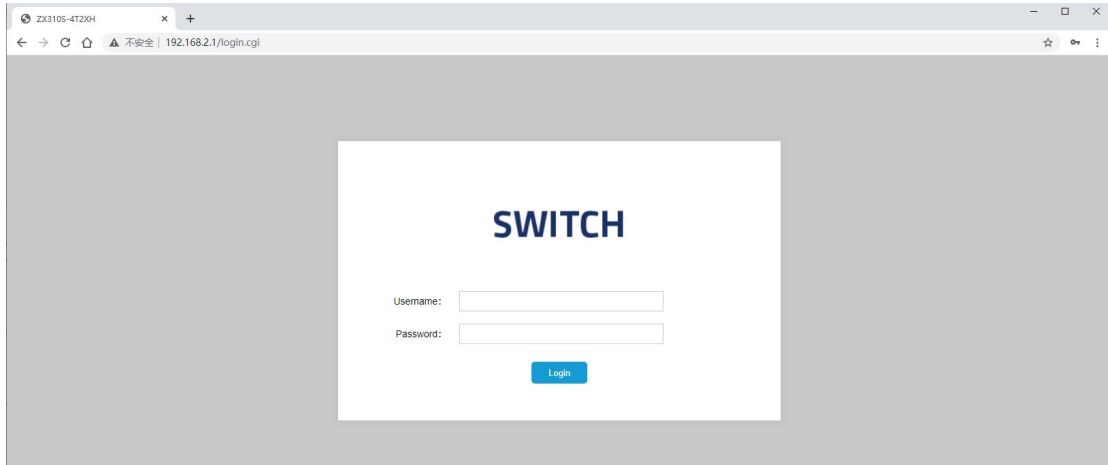 ZX310S-4T2XH
不安全 192.168.2.1/login.cgi
SWITCH
Username:
Password:
Login